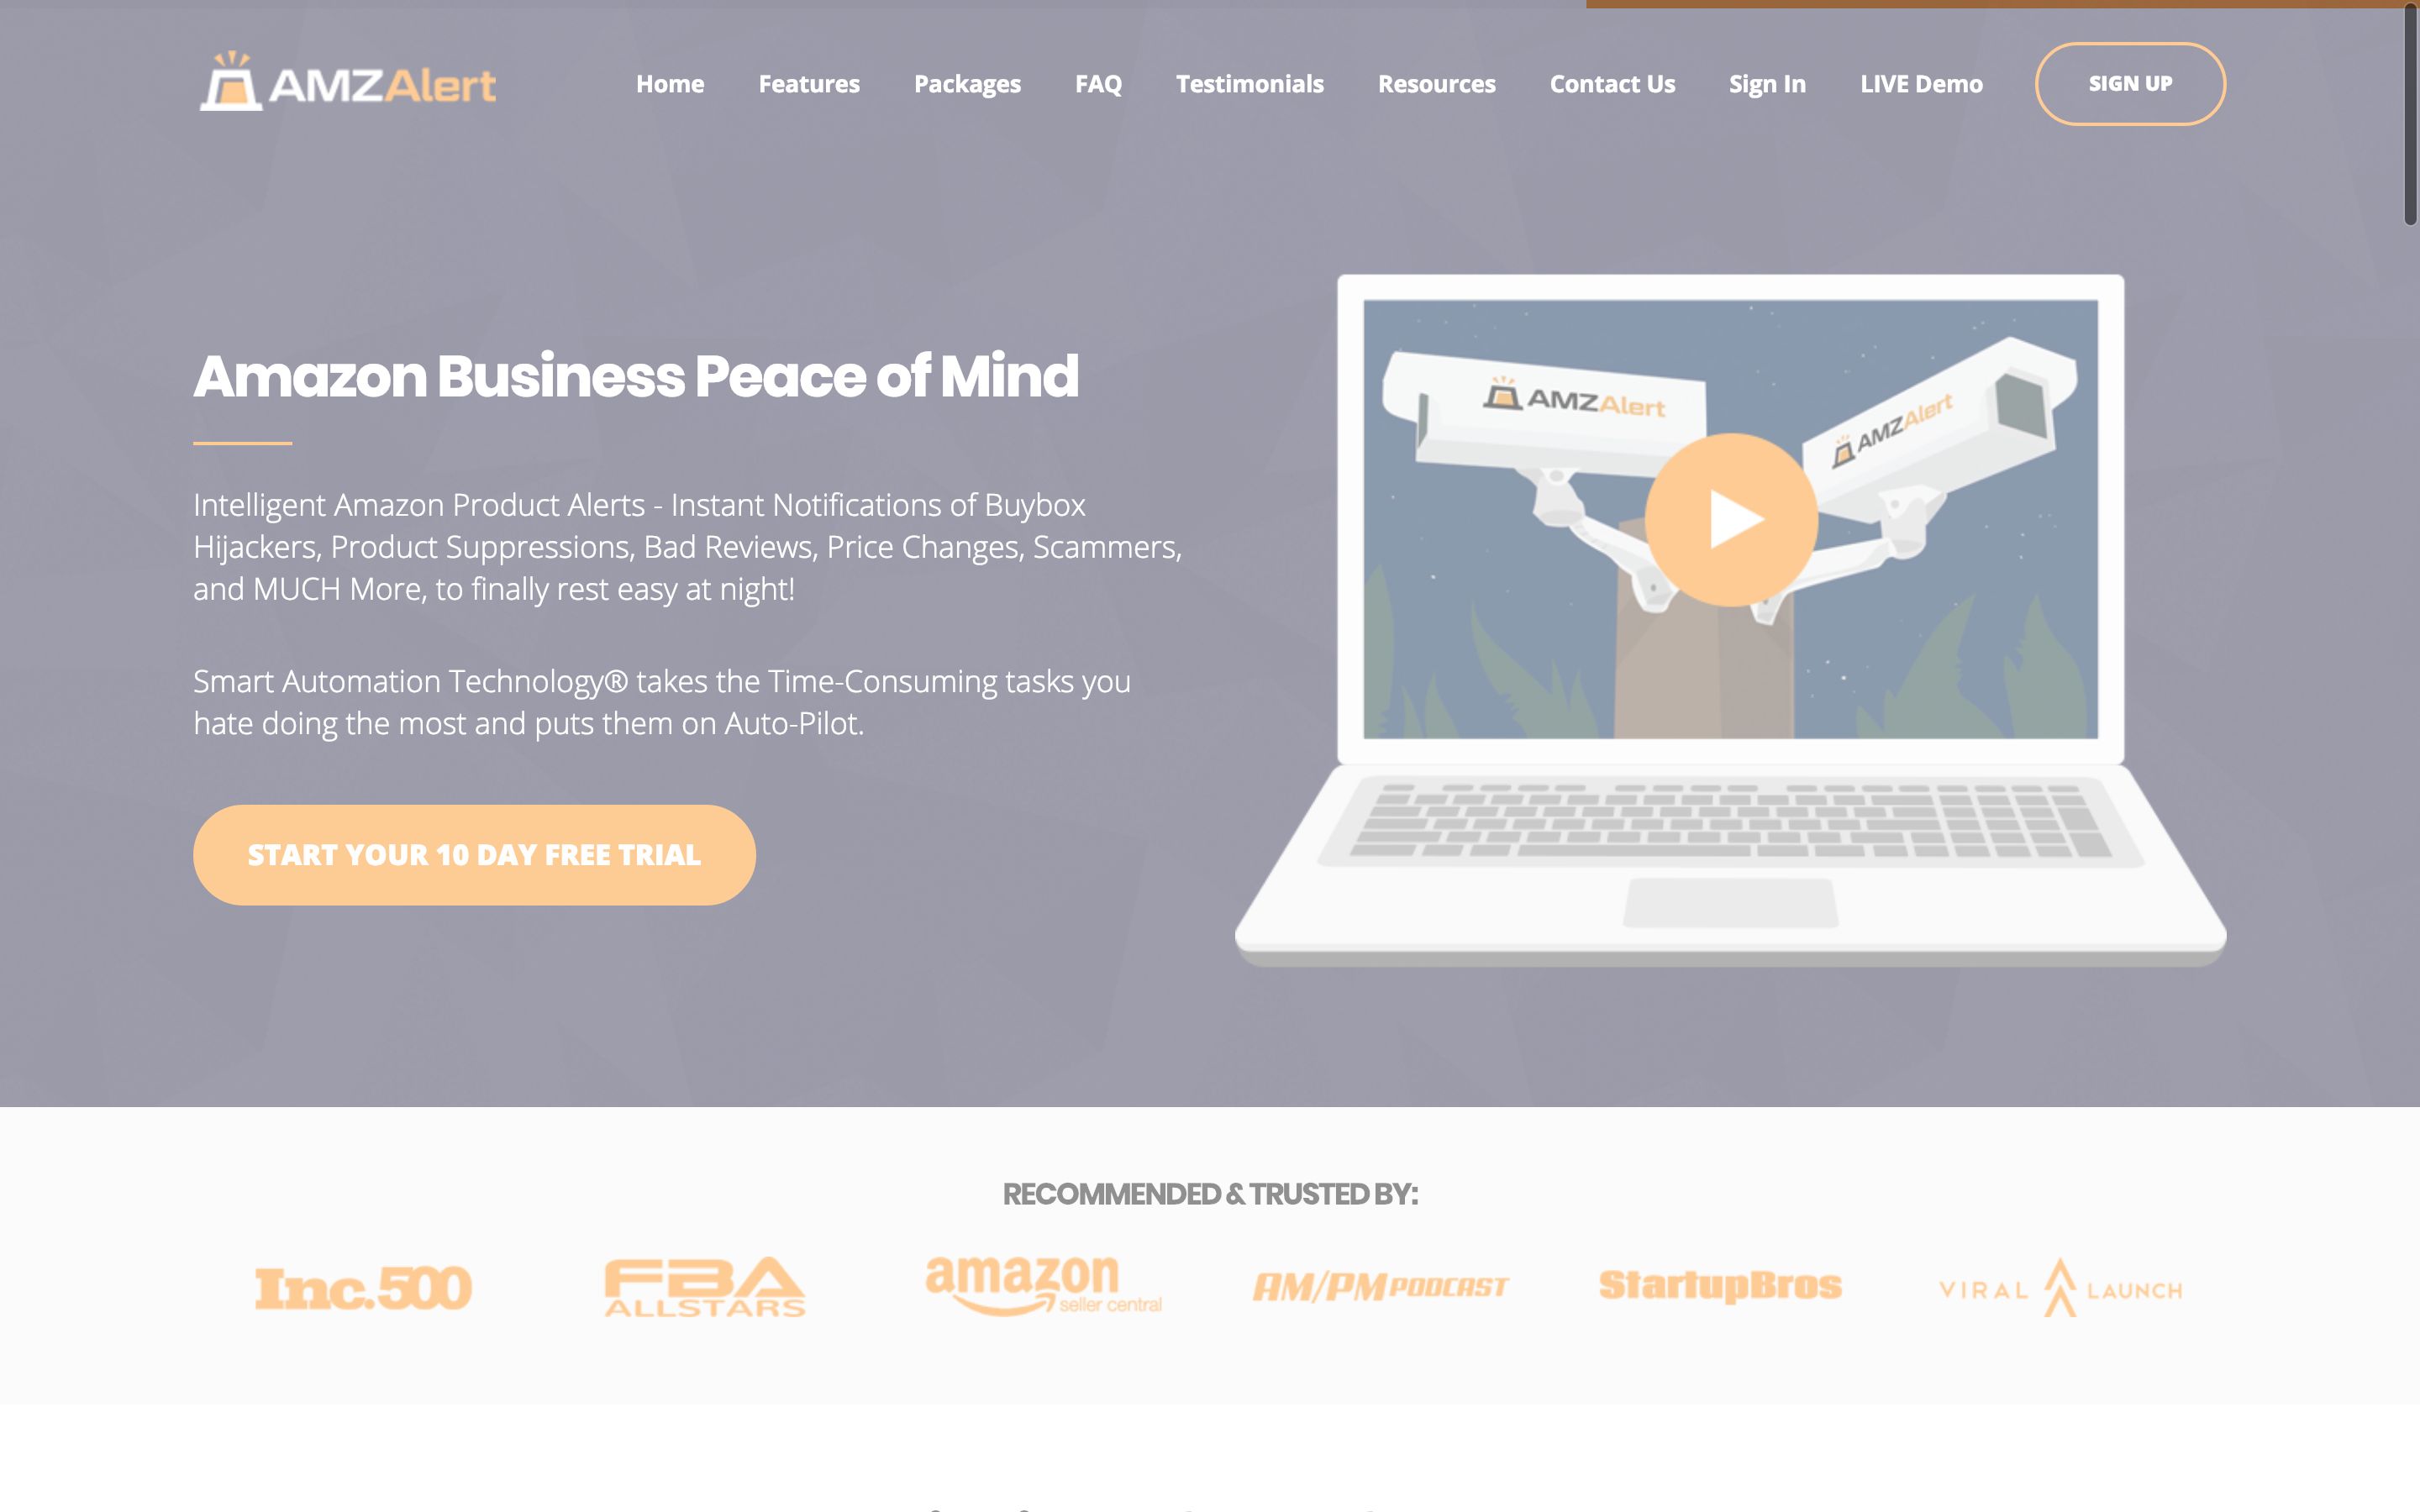 AMZAlert
Home
Features
Packages
FAQ
Testimonials
Resources
Contact Us
Sign In
LIVE Demo
SIGN UP
Amazon Business Peace of Mind
Intelligent Amazon Product Alerts - Instant Notifications of Buybox
Hijackers, Product Suppressions, Bad Reviews, Price Changes, Scammers,
and MUCH More, to finally rest easy at night!
Smart Automation Technology® takes the Time-Consuming tasks you
hate doing the most and puts them on Auto-Pilot.
START YOUR 10 DAY FREE TRIAL
AMZAlert
AMZAlert
RECOMMENDED & TRUSTED BY:
Inc.500
FBA
ALLSTARS
amazon
seller central
AM/PM PODCAST
StartupBros
VIRAL LAUNCH